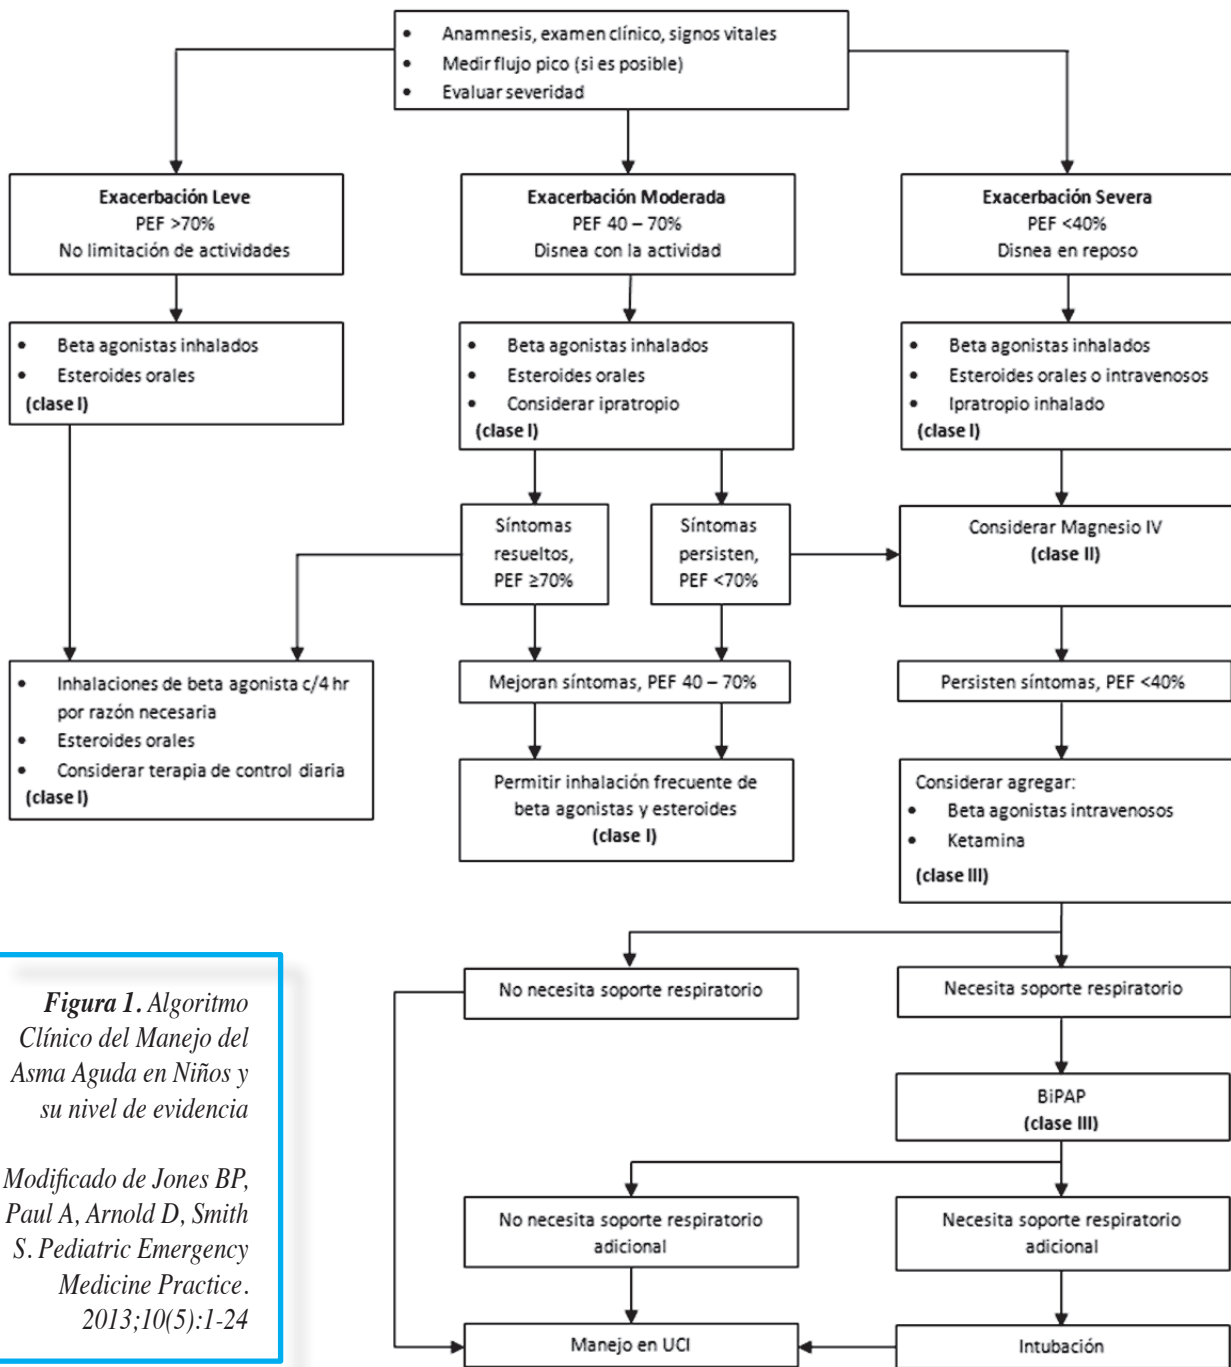 • Anamnesis, examen clínico, signos vitales
• Medir flujo pico (si es posible)
• Evaluar severidad
Exacerbación Leve
PEF >70%
No limitación de actividades
Exacerbación Moderada
PEF 40 – 70%
Disnea con la actividad
Exacerbación Severa
PEF <40%
Disnea en reposo
• Beta agonistas inhalados
• Esteroides orales
(clase I)
• Beta agonistas inhalados
• Esteroides orales
• Considerar ipratropio
(clase I)
• Beta agonistas inhalados
• Esteroides orales o intravenosos
• Ipratropio inhalado
(clase I)
Síntomas
resueltos,
PEF ≥70%
Síntomas
persisten,
PEF <70%
Considerar Magnesio IV
(clase II)
• Inhalaciones de beta agonista c/4 hr
por razón necesaria
• Esteroides orales
• Considerar terapia de control diaria
(clase I)
Mejoran síntomas, PEF 40 – 70%
Persisten síntomas, PEF <40%
Permitir inhalación frecuente de
beta agonistas y esteroides
(clase I)
Considerar agregar:
• Beta agonistas intravenosos
• Ketamina
(clase III)
No necesita soporte respiratorio
Necesita soporte respiratorio
BiPAP
(clase III)
No necesita soporte respiratorio
adicional
Necesita soporte respiratorio
adicional
Manejo en UCI
Intubación
Figura 1. Algoritmo
Clínico del Manejo del
Asma Aguda en Niños y
su nivel de evidencia
Modificado de Jones BP,
Paul A, Arnold D, Smith
S. Pediatric Emergency
Medicine Practice.
2013;10(5):1-24